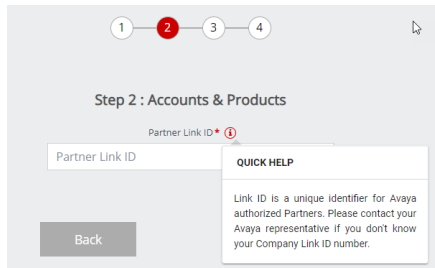 1 2 3 4
Step 2 : Accounts & Products
Partner Link ID*
Partner Link ID
QUICK HELP
Link ID is a unique identifier for Avaya
authorized Partners. Please contact your
Avaya representative if you don't know
your Company Link ID number.
Back